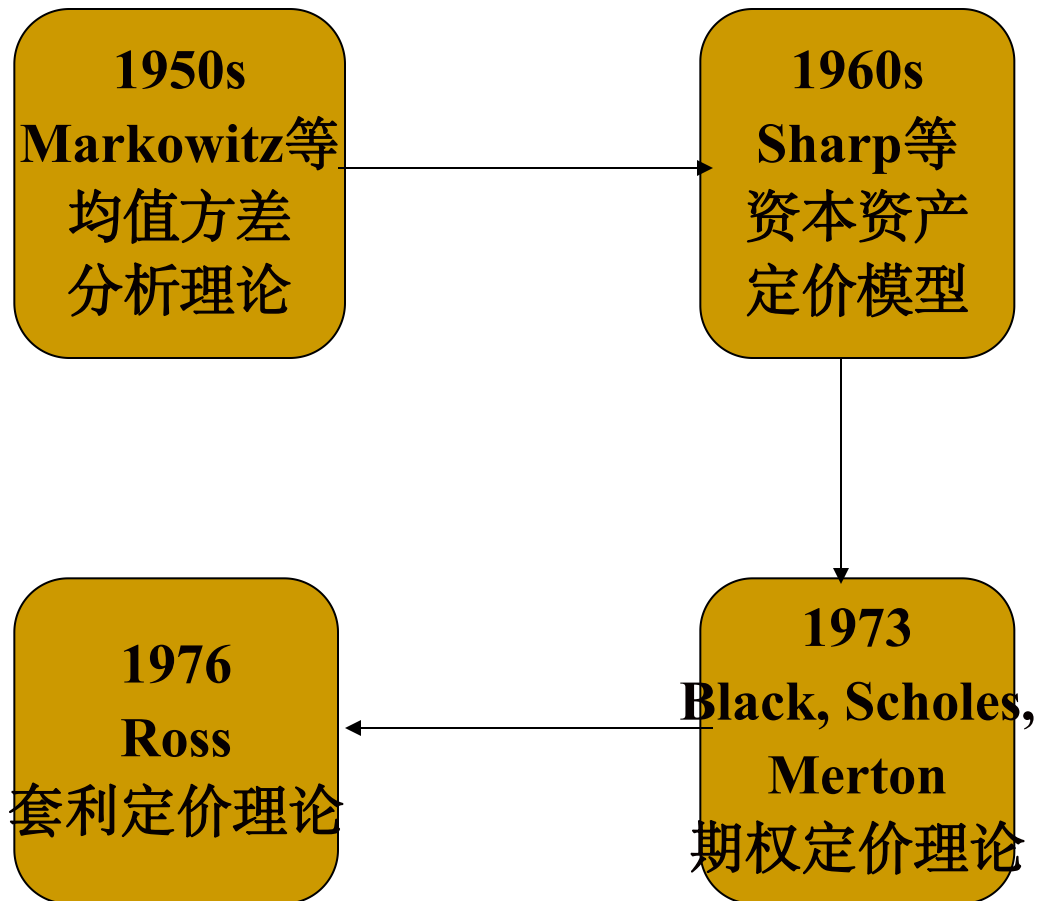 1950s
Markowitz等
均值方差
分析理论
1960s
Sharp等
资本资产
定价模型
1973
Black, Scholes,
Merton
期权定价理论
1976
Ross
套利定价理论